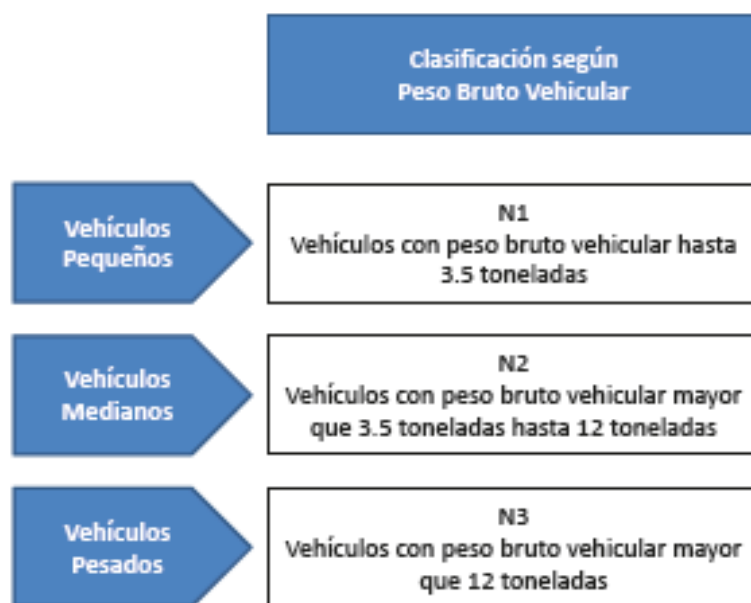 Clasificación según
Peso Bruto Vehicular
Vehículos
Pequeños
N1
Vehículos con peso bruto vehicular hasta
3.5 toneladas
Vehículos
Medianos
N2
Vehículos con peso bruto vehicular mayor
que 3.5 toneladas hasta 12 toneladas
Vehículos
Pesados
N3
Vehículos con peso bruto vehicular mayor
que 12 toneladas